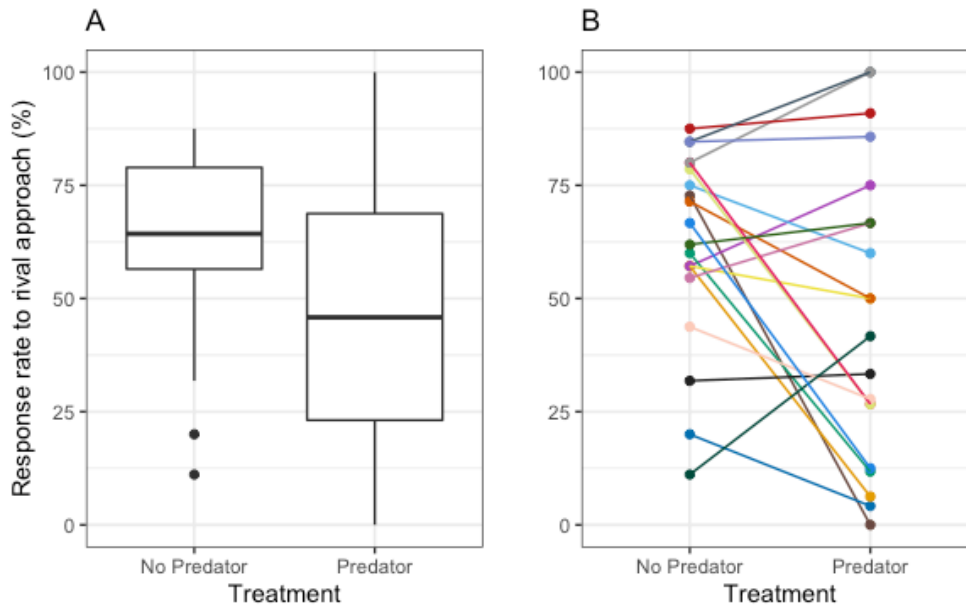 A
Response rate to rival approach (%)
100
75
50
25
0
No Predator
Predator
Treatment
B
100
75
50
25
0
No Predator
Predator
Treatment